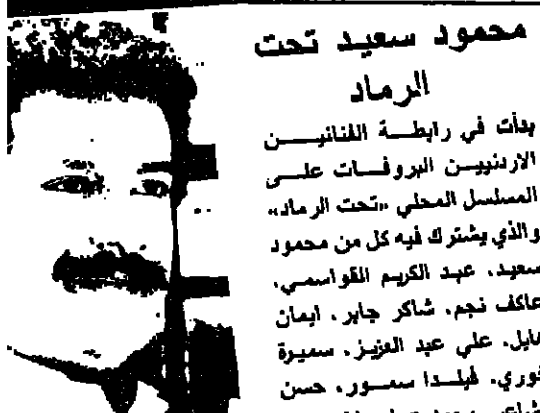 محمود سعيد تحت
الرماد
بدأت في رابطة الفنانين
الاردنيين البروفات على
المسلسل المحلي «تحت الرماد»
والذي يشترك فيه كل من محمود
سعيد، عبد الكريم القواسمي،
عاكف نجم، شاكر جابر، ايمان
هايل، علي عبد العزيز، سميرة
خوري، فيلدا سمور، حسن